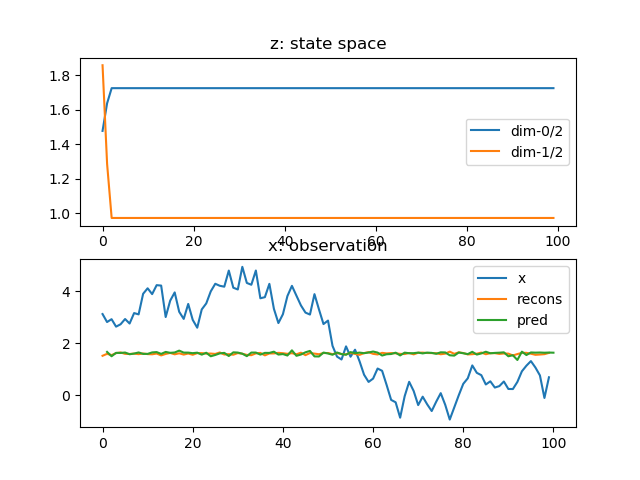 z: state space
1.8
1.6
1.4
1.2
1.0
dim-0/2
dim-1/2
0 20 40 60 80 100
x: observation
4
2
0
x
recons
pred
0 20 40 60 80 100